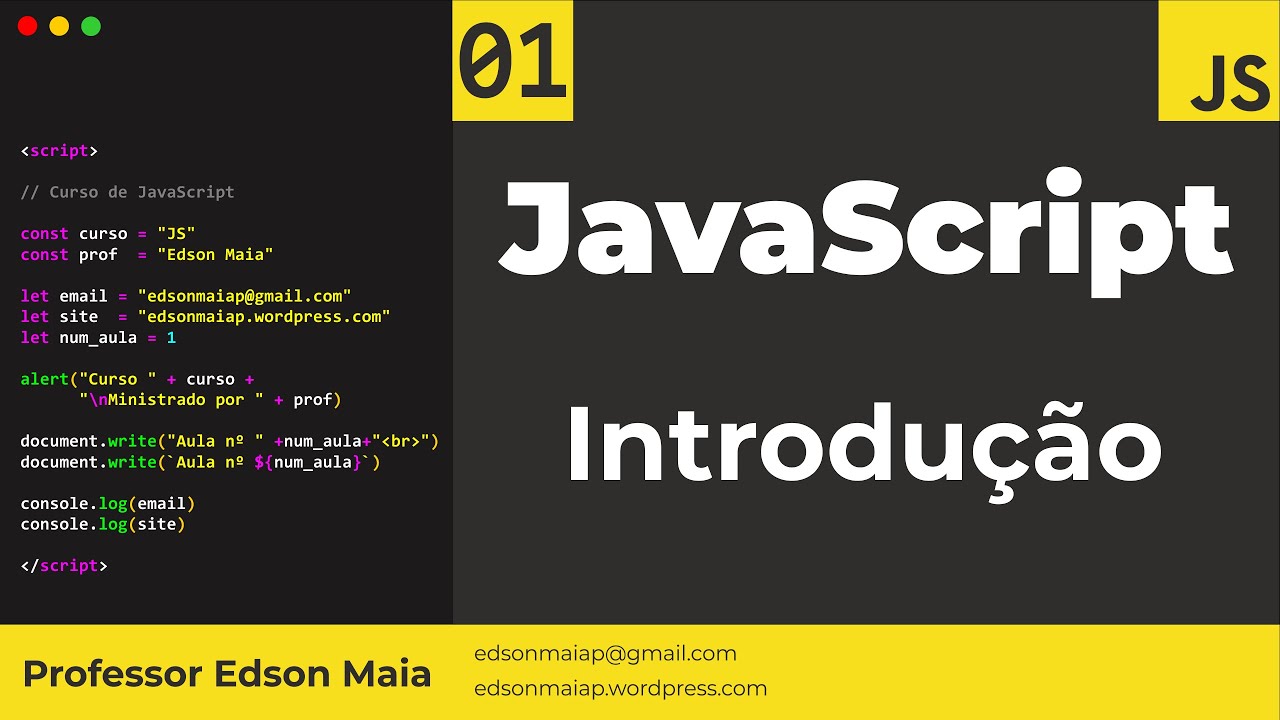 <script>
// Curso de JavaScript
const curso = "JS"
const prof  = "Edson Maia"
let email = "edsonmaiap@gmail.com"
let site  = "edsonmaiap.wordpress.com"
let num_aula = 1
alert("Curso " + curso +
      "\nMinistrado por " + prof)
document.write("Aula nº " +num_aula+"<br>")
document.write(`Aula nº ${num_aula}`)
console.log(email)
console.log(site)
</script>
01
JS
JavaScript
Introdução
Professor Edson Maia
edsonmaiap@gmail.com
edsonmaiap.wordpress.com